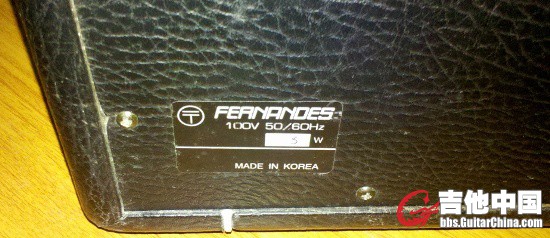 〒 FERNANDES
100V 50/60Hz
5 W
MADE IN KOREA
吉他中国
bbs.GuitarChina.com